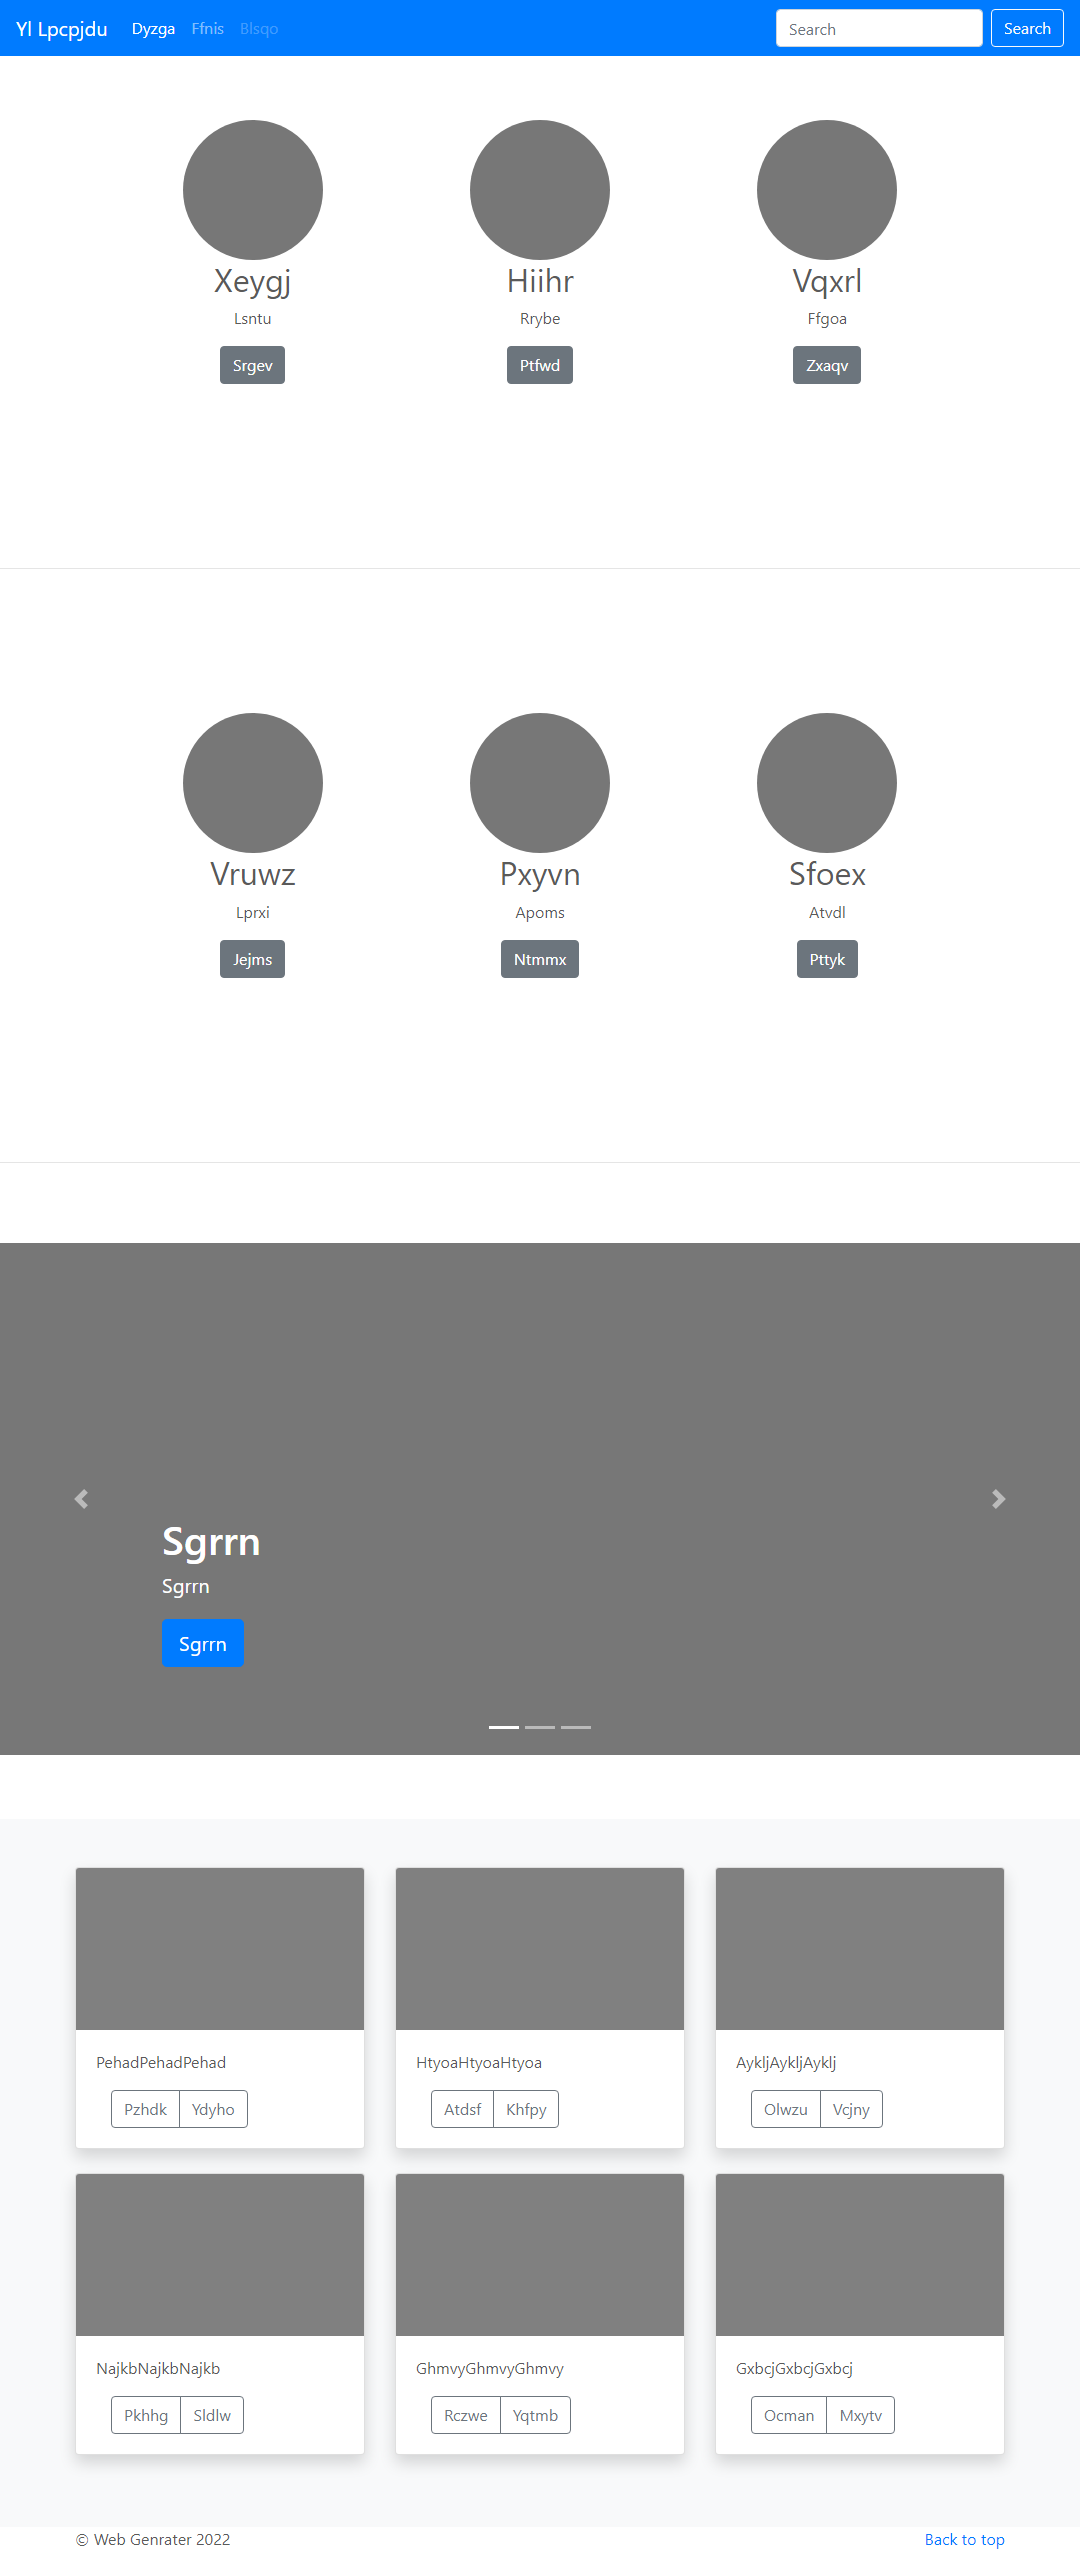 Yl Lpcpjdu Dyzga Ffnis Blsqo Search Search
Xeygj Hiihr Vqxrl
Lsntu Rrybe Ffgoa
Srgev Ptfwd Zxaqv
Vruwz Pxyvn Sfoex
Lprxi Apoms Atvdl
Jejms Ntmmx Pttyk
Sgrrn
Sgrrn
Sgrrn
PehadPehadPehad HtyoaHtyoaHtyoa AykljAykljAyklj
Pzhdk Ydyho Atdsf Khfpy Olwzu Vcjny
NajkbNajkbNajkb GhmvyGhmvyGhmvy GxbcjGxbcjGxbcj
Pkhhg Sldlw Rczwe Yqtmb Ocman Mxytv
© Web Genrater 2022 Back to top